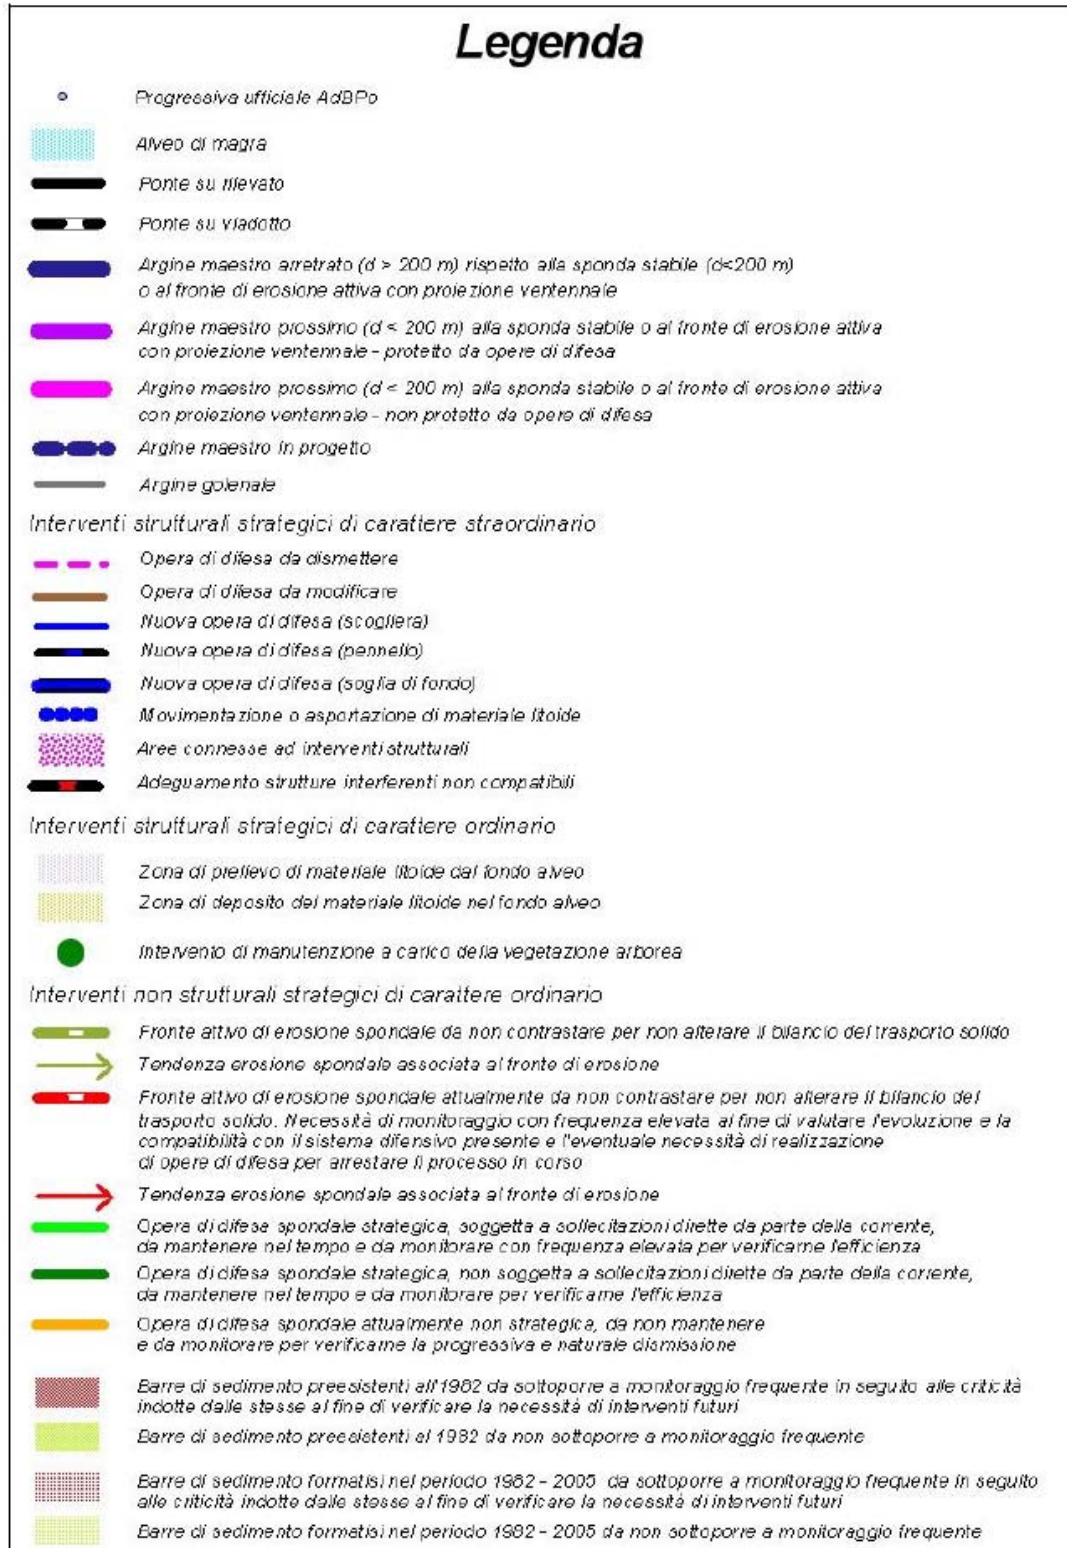 Legenda
Progressiva ufficiale AdBPo
Alveo di magra
Ponte su rilevato
Ponte su viadotto
Argine maestro arretrato (d > 200 m) rispetto alla sponda stabile (d<200 m)
o al fronte di erosione attiva con proiezione ventennale
Argine maestro prossimo (d < 200 m) alla sponda stabile o al fronte di erosione attiva
con proiezione ventennale - protetto da opere di difesa
Argine maestro prossimo (d < 200 m) alla sponda stabile o al fronte di erosione attiva
con proiezione ventennale - non protetto da opere di difesa
Argine maestro in progetto
Argine golenale
Interventi strutturali strategici di carattere straordinario
Opera di difesa da dismettere
Opera di difesa da modificare
Nuova opera di difesa (scogliera)
Nuova opera di difesa (pennello)
Nuova opera di difesa (soglia di fondo)
Movimentazione o asportazione di materiale litoide
Aree connesse ad interventi strutturali
Adeguamento strutture interferenti non compatibili
Interventi strutturali strategici di carattere ordinario
Zona di prelievo di materiale litoide dal fondo alveo
Zona di deposito del materiale litoide nel fondo alveo
Intervento di manutenzione a carico della vegetazione arborea
Interventi non strutturali strategici di carattere ordinario
Fronte attivo di erosione spondale da non contrastare per non alterare il bilancio del trasporto solido
Tendenza erosione spondale associata al fronte di erosione
Fronte attivo di erosione spondale attualmente da non contrastare per non alterare il bilancio del
trasporto solido. Necessità di monitoraggio con frequenza elevata al fine di valutare l'evoluzione e la
compatibilità con il sistema difensivo presente e l'eventuale necessità di realizzazione
di opere di difesa per arrestare il processo in corso
Tendenza erosione spondale associata al fronte di erosione
Opera di difesa spondale strategica, soggetta a sollecitazioni dirette da parte della corrente,
da mantenere nel tempo e da monitorare con frequenza elevata per verificarne l'efficienza
Opera di difesa spondale strategica, non soggetta a sollecitazioni dirette da parte della corrente,
da mantenere nel tempo e da monitorare per verificarne l'efficienza
Opera di difesa spondale attualmente non strategica, da non mantenere
e da monitorare per verificarne la progressiva e naturale dismissione
Barre di sedimento preesistenti all'1982 da sottoporre a monitoraggio frequente in seguito alle criticità
indotte dalle stesse al fine di verificare la necessità di interventi futuri
Barre di sedimento preesistenti al 1982 da non sottoporre a monitoraggio frequente
Barre di sedimento formatisi nel periodo 1982 - 2005 da sottoporre a monitoraggio frequente in seguito
alle criticità indotte dalle stesse al fine di verificare la necessità di interventi futuri
Barre di sedimento formatisi nel periodo 1982 - 2005 da non sottoporre a monitoraggio frequente